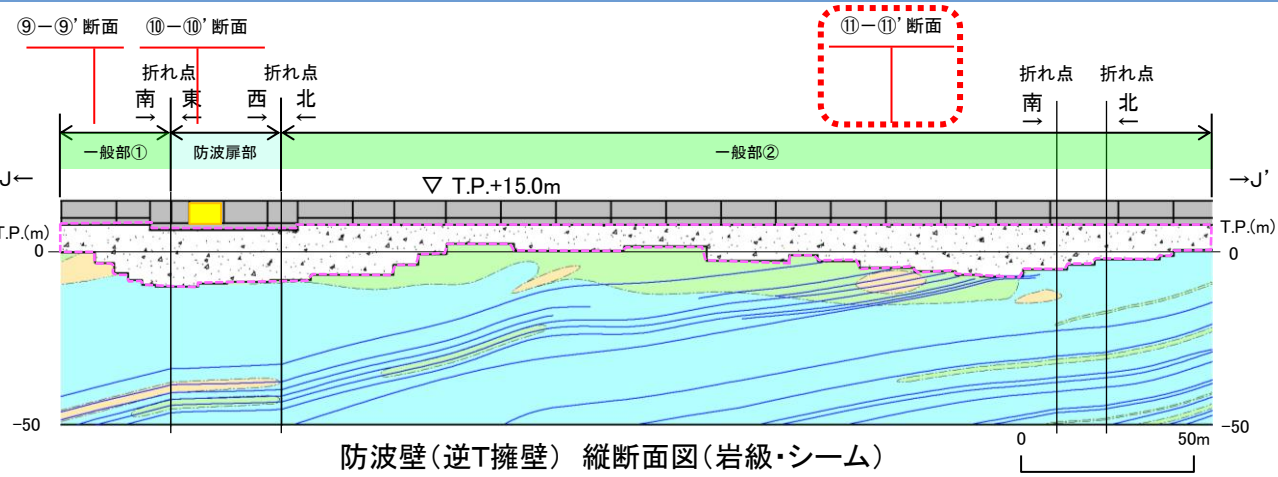 ⑨－⑨’断面
⑩－⑩’断面
⑪－⑪’断面
折れ点
折れ点
折れ点
折れ点
南
東
西
北
南
北
→
←
→
←
→
←
一般部①
防波扉部
一般部②
J←
▽ T.P.+15.0m
→J’
T.P.(m)
T.P.(m)
0
0
－50
－50
0
50m
防波壁（逆T擁壁） 縦断面図（岩級・シーム）